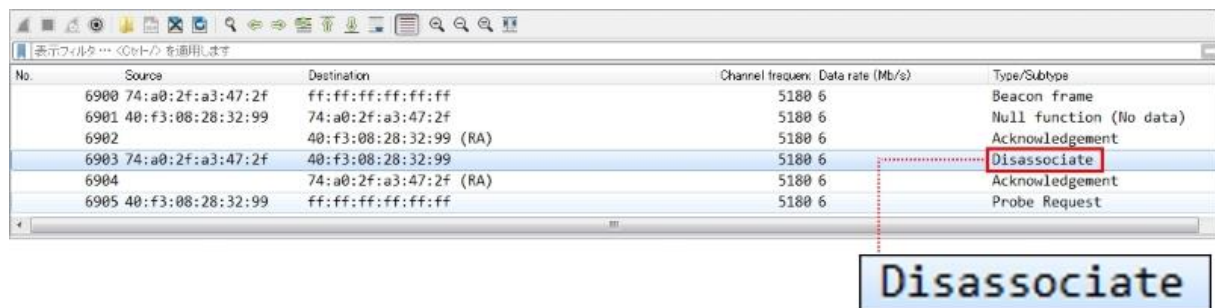 表示フィルタ … <Ctrl-/> を適用します
No. Source Destination Channel frequen Data rate (Mb/s) Type/Subtype
6900 74:a0:2f:a3:47:2f ff:ff:ff:ff:ff:ff 5180 6 Beacon frame
6901 40:f3:08:28:32:99 74:a0:2f:a3:47:2f 5180 6 Null function (No data)
6902 40:f3:08:28:32:99 (RA) 5180 6 Acknowledgement
6903 74:a0:2f:a3:47:2f 40:f3:08:28:32:99 5180 6 Disassociate
6904 74:a0:2f:a3:47:2f (RA) 5180 6 Acknowledgement
6905 40:f3:08:28:32:99 ff:ff:ff:ff:ff:ff 5180 6 Probe Request
Disassociate